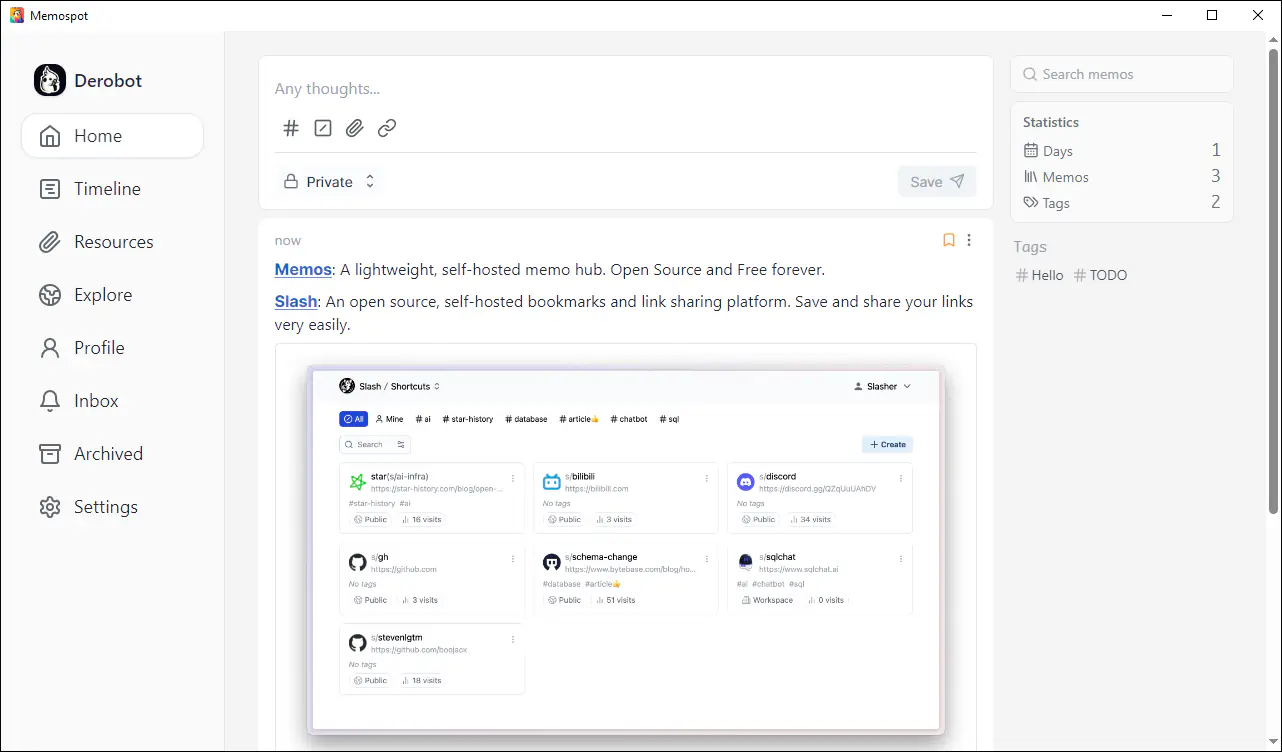 Memospot
Derobot
Home
Timeline
Resources
Explore
Profile
Inbox
Archived
Settings
Any thoughts...
Private
Save
now
Memos: A lightweight, self-hosted memo hub. Open Source and Free forever.
Slash: An open source, self-hosted bookmarks and link sharing platform. Save and share your links
very easily.
Slash / Shortcuts
Slasher
All Mine # ai # star-history # database # article👍 # chatbot # sql
Search
+ Create
star(s/ai-infra)
https://star-history.com/blog/open-...
#star-history #ai
Public 16 visits
s/bilibili
https://bilibili.com
No tags
Public 3 visits
s/discord
https://discord.gg/QZqUuUAhDV
No tags
Public 34 visits
s/gh
https://github.com
No tags
Public 3 visits
s/schema-change
https://www.bytebase.com/blog/ho...
#database #article👍
Public 51 visits
s/sqlchat
https://www.sqlchat.ai
#ai #chatbot #sql
Workspace 0 visits
s/stevenlgtm
https://github.com/boojack
No tags
Public 18 visits
Search memos
Statistics
Days 1
Memos 3
Tags 2
Tags
# Hello # TODO